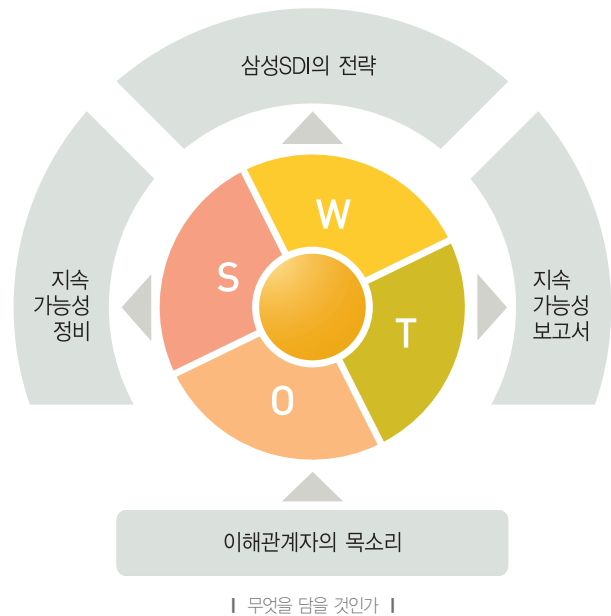 삼성SDI의 전략
지속
가능성
정비
S
W
T
O
지속
가능성
보고서
이해관계자의 목소리
| 무엇을 담을 것인가 |